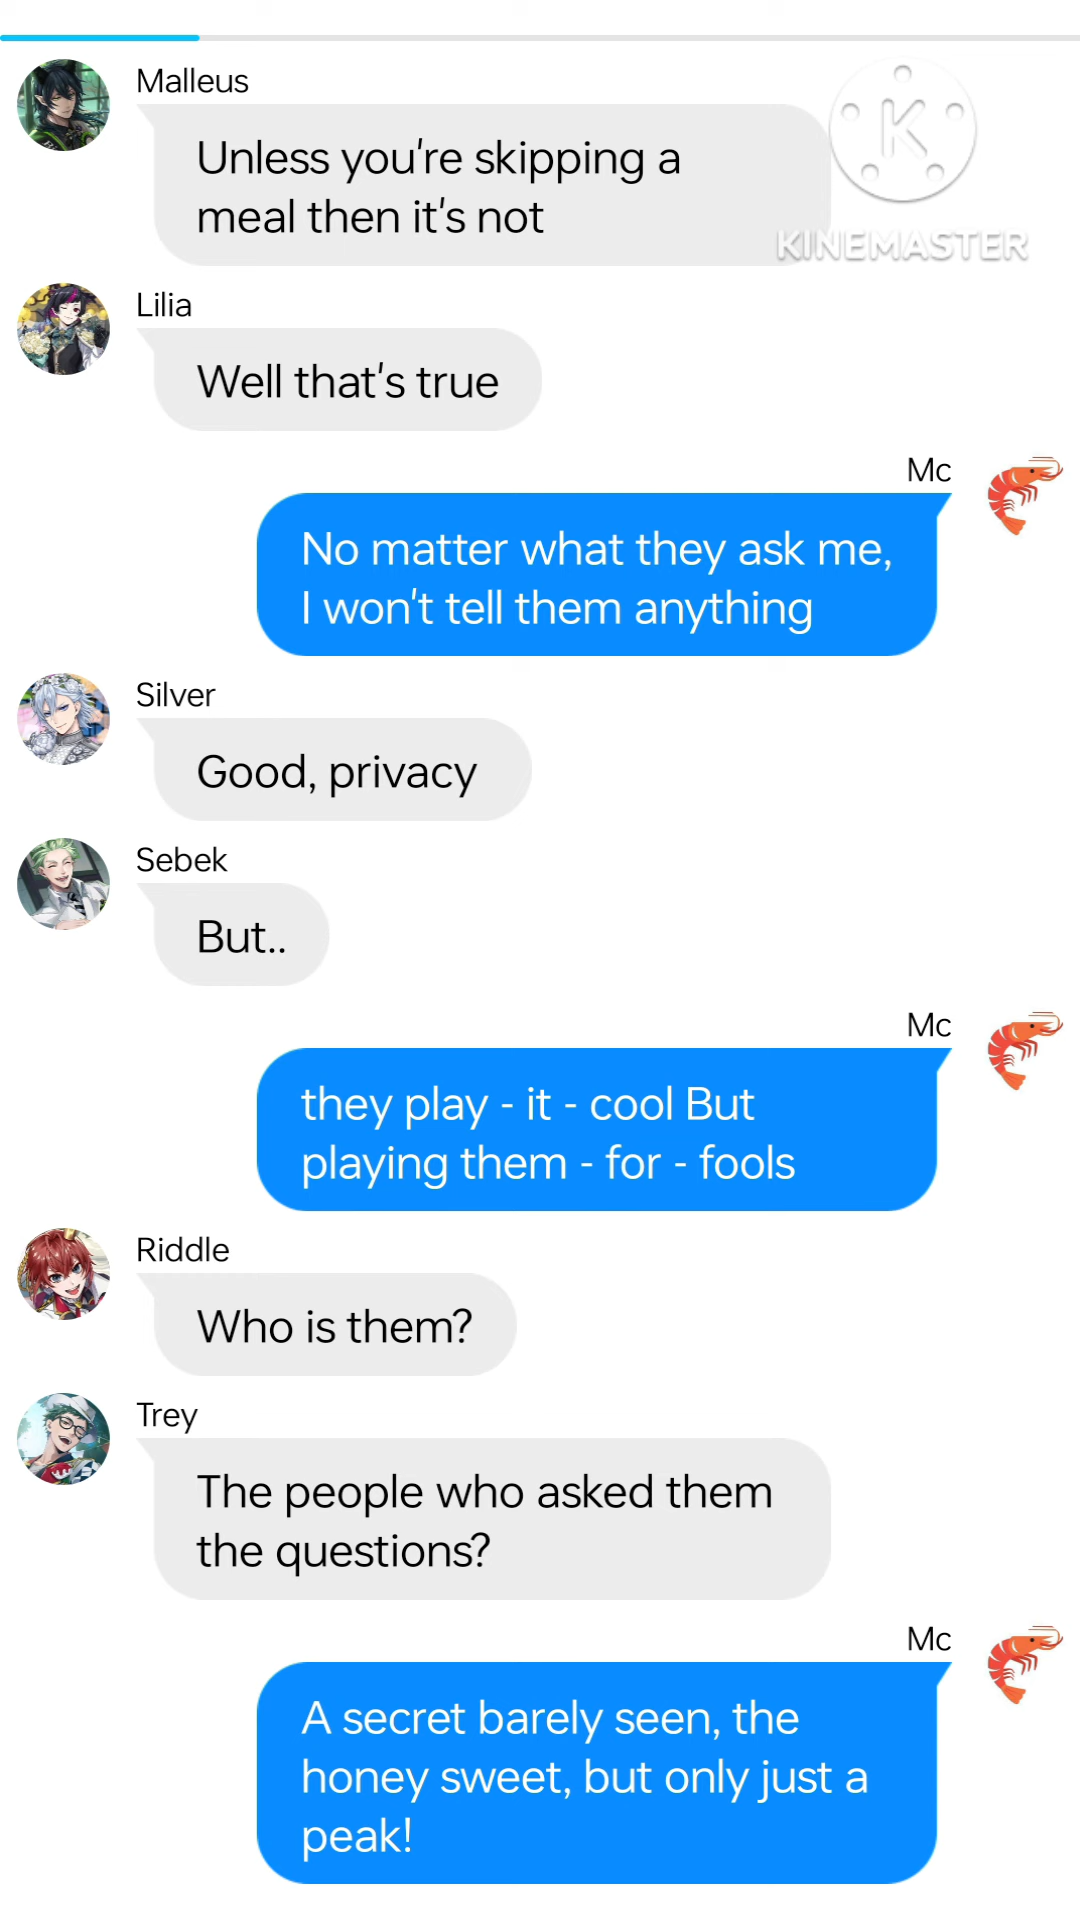 Malleus
Unless you're skipping a
meal then it's not
K
KINEMASTER
Lilia
Well that's true
Mc
No matter what they ask me,
I won't tell them anything
Silver
Good, privacy
Sebek
But..
Mc
they play - it - cool But
playing them - for - fools
Riddle
Who is them?
Trey
The people who asked them
the questions?
Mc
A secret barely seen, the
honey sweet, but only just a
peak!